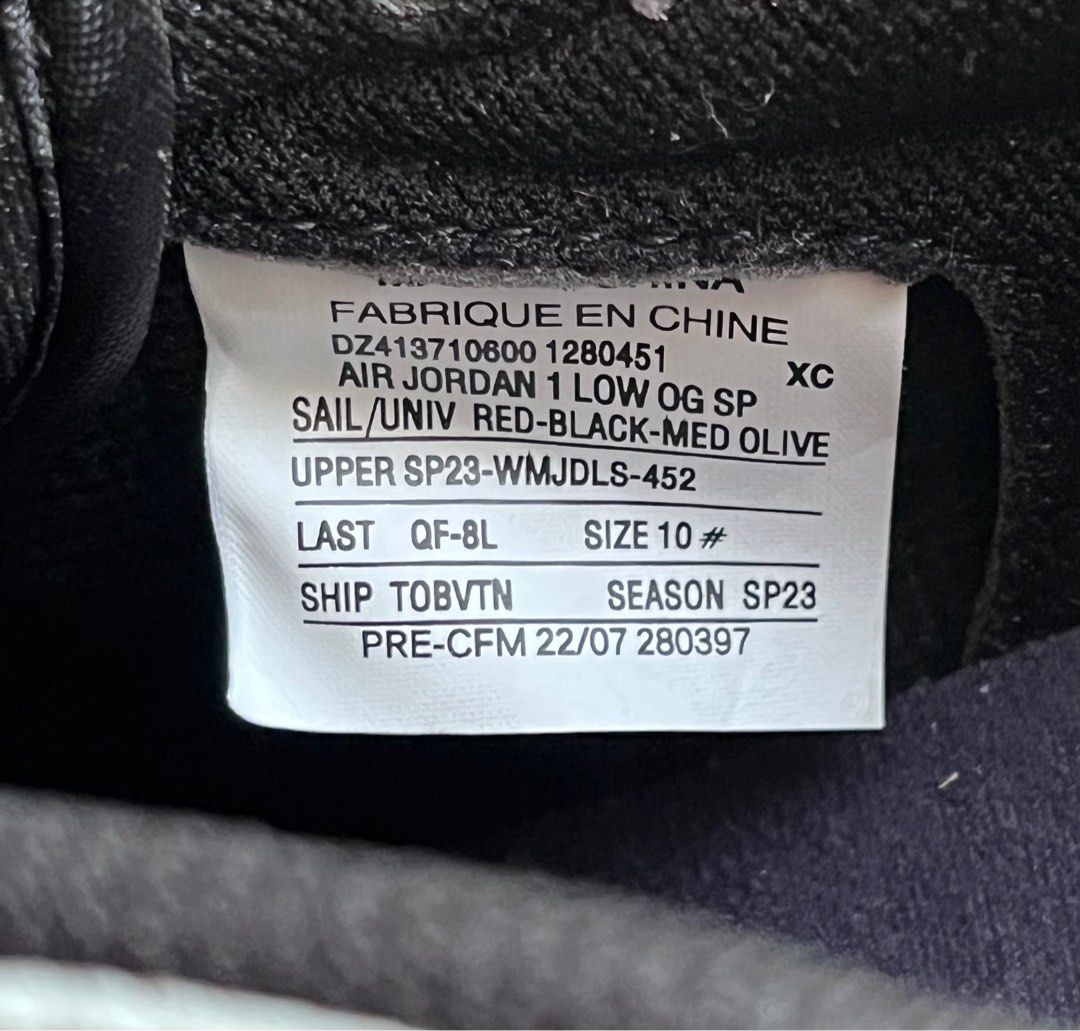 FABRIQUE EN CHINE
DZ413710600 1280451
XC
AIR JORDAN 1 LOW OG SP
SAIL/UNIV RED-BLACK-MED OLIVE
UPPER SP23-WMJDLS-452
LAST QF-8L SIZE 10 #
SHIP TOBVTN SEASON SP23
PRE-CFM 22/07 280397